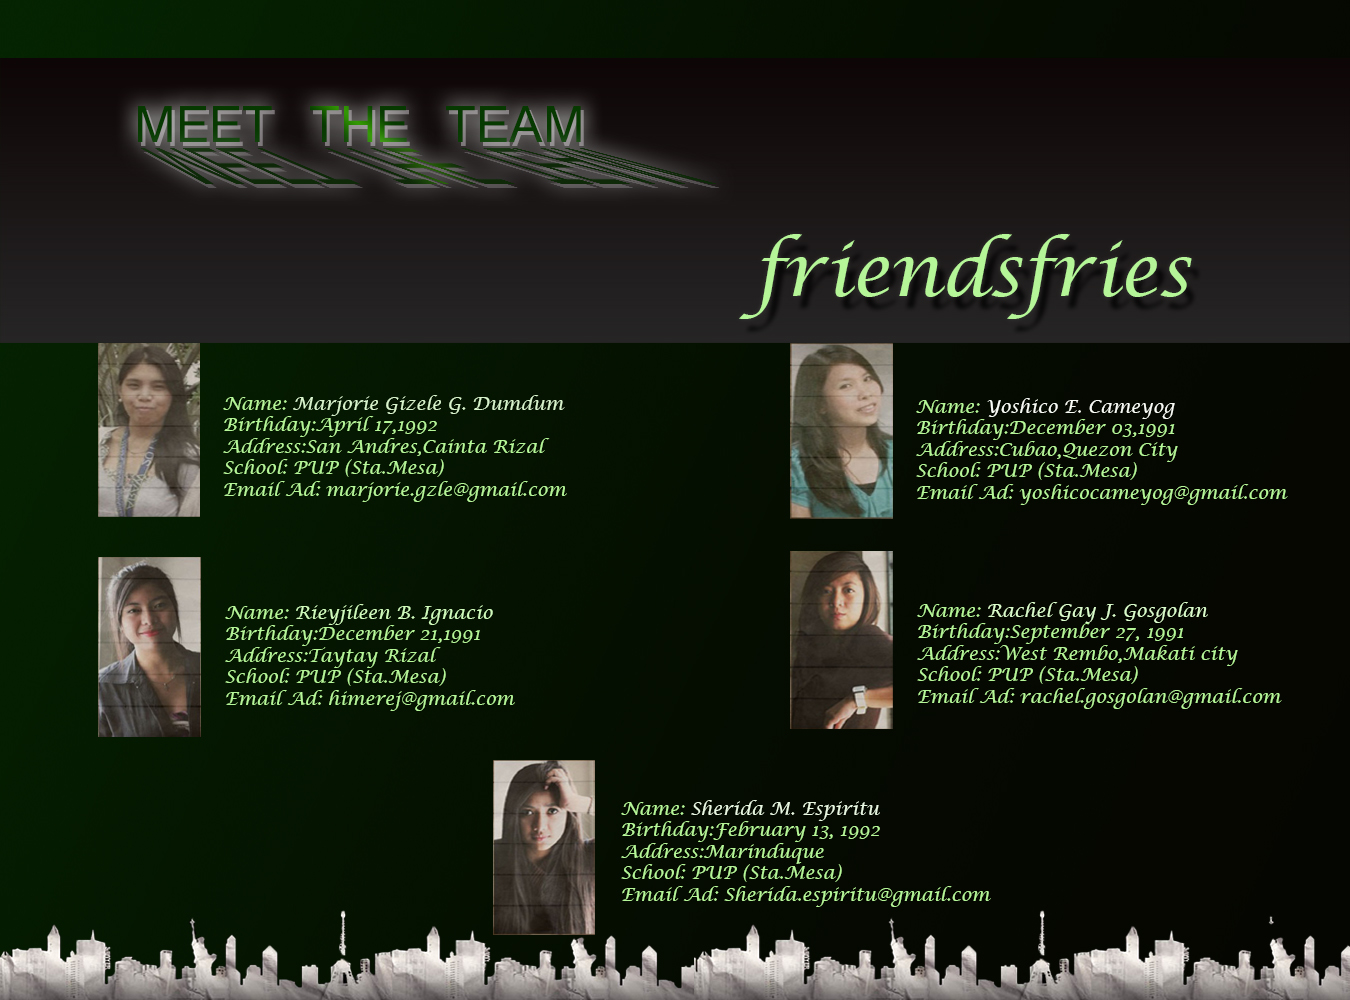 MEET THE TEAM
friendsfries
Name: Marjorie Gizele G. Dumdum
Birthday:April 17,1992
Address:San Andres,Cainta Rizal
School: PUP (Sta.Mesa)
Email Ad: marjorie.gzle@gmail.com
Name: Yoshico E. Cameyog
Birthday:December 03,1991
Address:Cubao,Quezon City
School: PUP (Sta.Mesa)
Email Ad: yoshicocameyog@gmail.com
Name: Rieyjileen B. Ignacio
Birthday:December 21,1991
Address:Taytay Rizal
School: PUP (Sta.Mesa)
Email Ad: himerej@gmail.com
Name: Rachel Gay J. Gosgolan
Birthday:September 27, 1991
Address:West Rembo,Makati city
School: PUP (Sta.Mesa)
Email Ad: rachel.gosgolan@gmail.com
Name: Sherida M. Espiritu
Birthday:February 13, 1992
Address:Marinduque
School: PUP (Sta.Mesa)
Email Ad: Sherida.espiritu@gmail.com